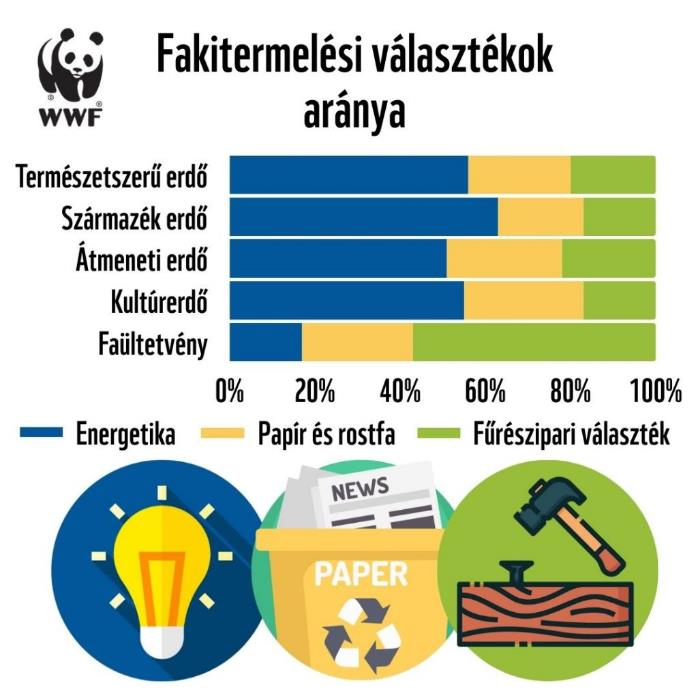 Fakitermelési választékok
aránya
WWF
Természetszerű erdő
Származék erdő
Átmeneti erdő
Kultúrerdő
Faültetvény
0% 20% 40% 60% 80% 100%
Energetika Papír és rostfa Fűrészipari választék
NEWS
PAPER